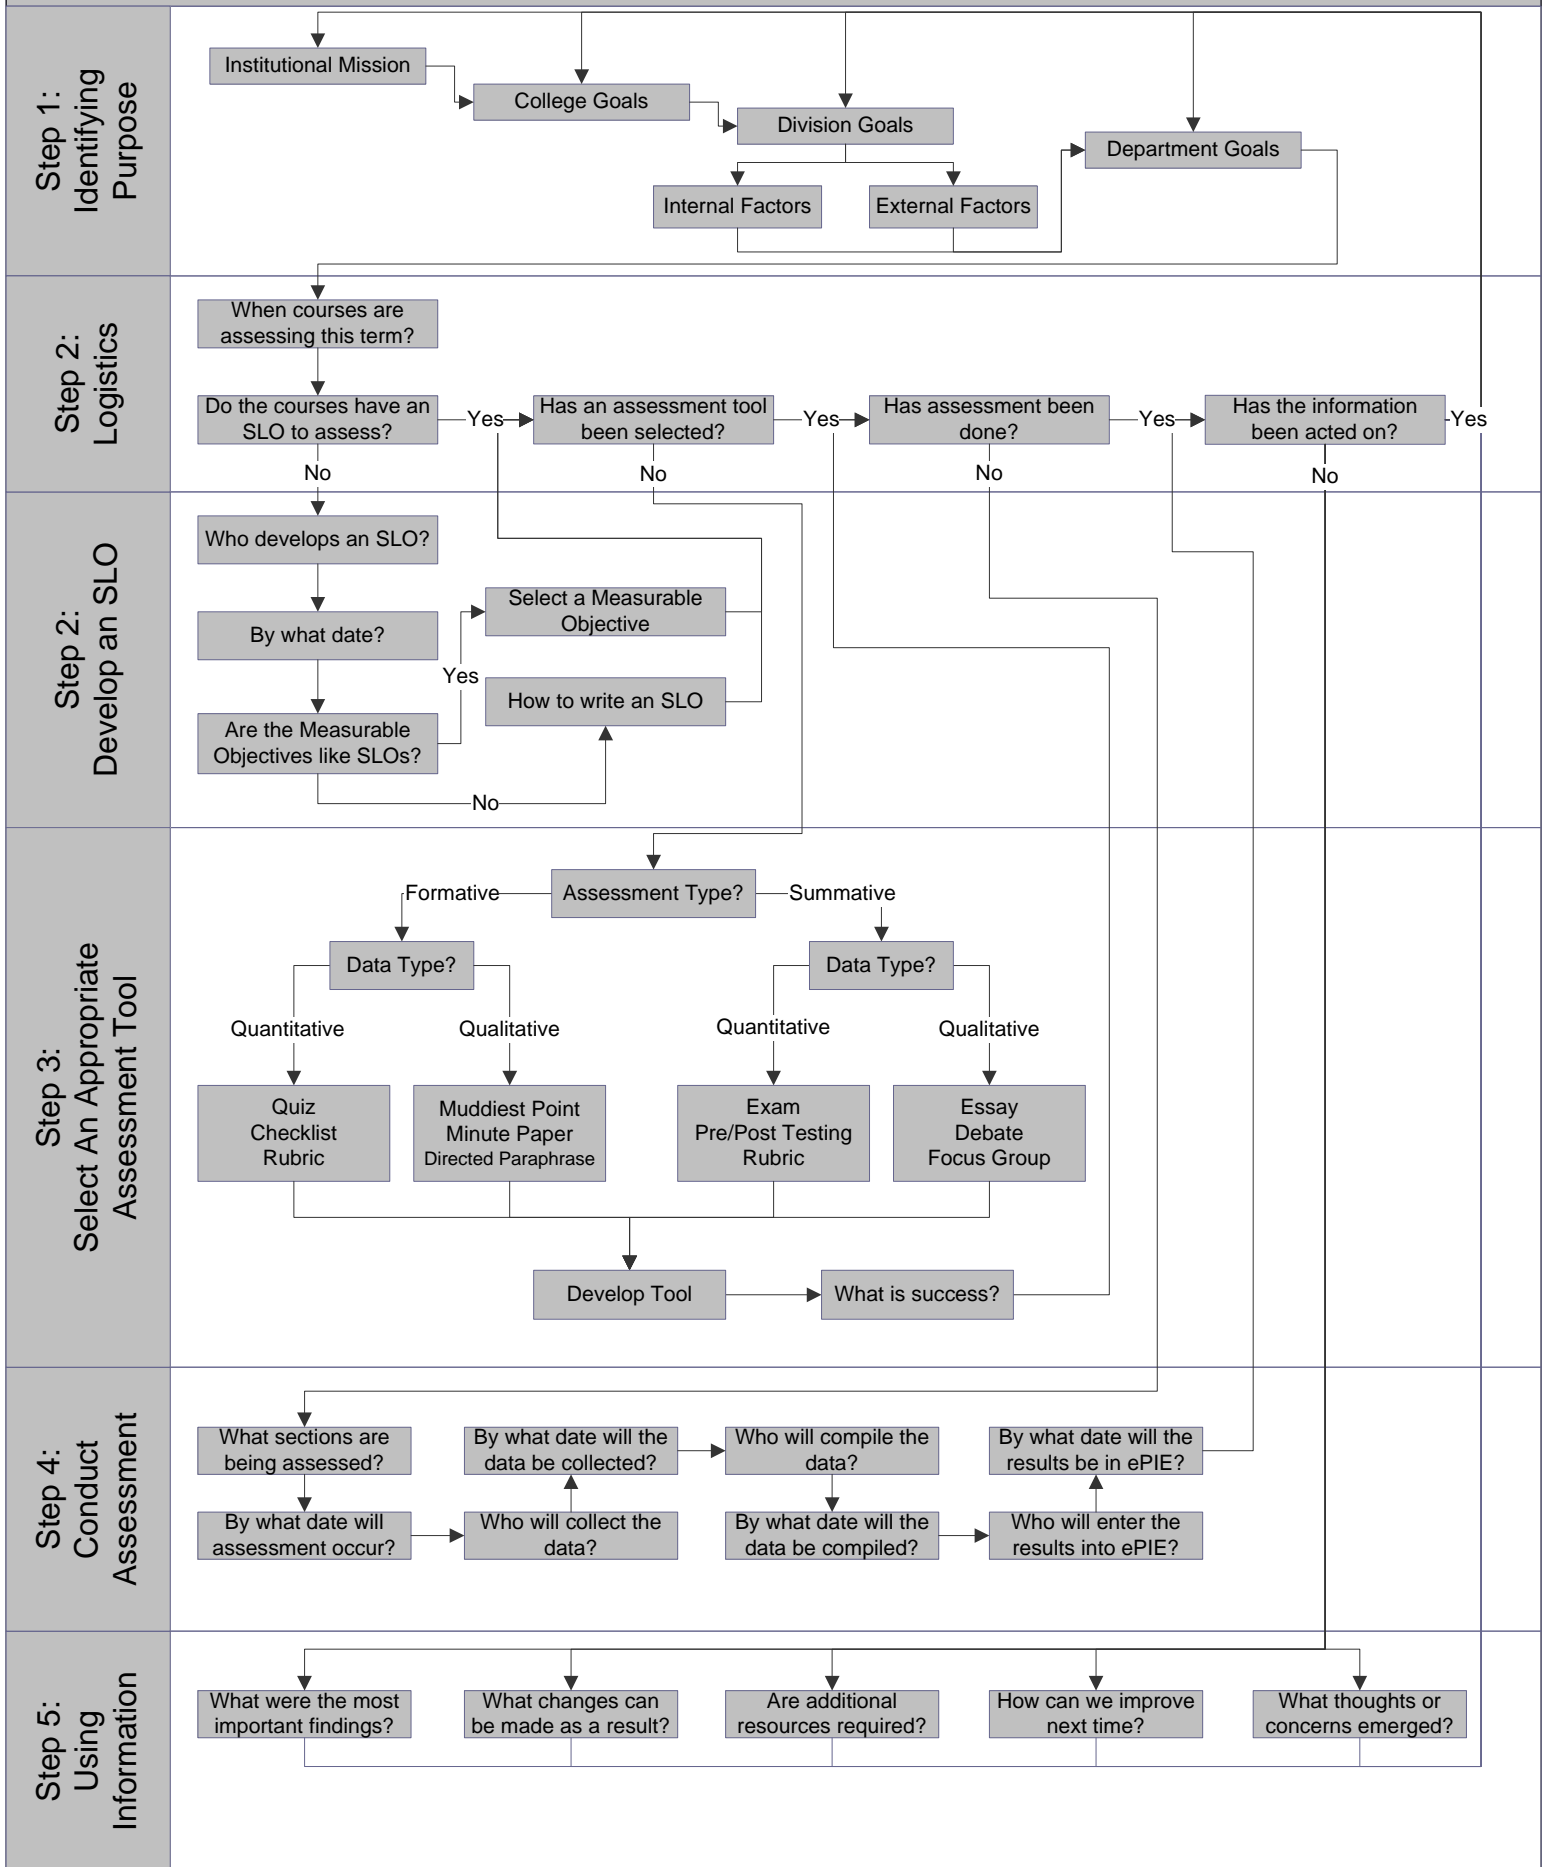 Step 1:
Identifying
Purpose
Institutional Mission
College Goals
Division Goals
Department Goals
Internal Factors
External Factors
Step 2:
Logistics
When courses are
assessing this term?
Do the courses have an
SLO to assess?
Yes
Has an assessment tool
been selected?
Yes
Has assessment been
done?
Yes
Has the information
been acted on?
Yes
No
No
No
No
Step 2:
Develop an SLO
Who develops an SLO?
By what date?
Are the Measurable
Objectives like SLOs?
Yes
Select a Measurable
Objective
How to write an SLO
No
Step 3:
Select An Appropriate
Assessment Tool
Assessment Type?
Formative
Summative
Data Type?
Data Type?
Quantitative
Qualitative
Quantitative
Qualitative
Quiz
Checklist
Rubric
Muddiest Point
Minute Paper
Directed Paraphrase
Exam
Pre/Post Testing
Rubric
Essay
Debate
Focus Group
Develop Tool
What is success?
Step 4:
Conduct
Assessment
What sections are
being assessed?
By what date will
assessment occur?
Who will collect the
data?
By what date will the
data be collected?
Who will compile the
data?
By what date will the
data be compiled?
Who will enter the
results into ePIE?
By what date will the
results be in ePIE?
Step 5:
Using
Information
What were the most
important findings?
What changes can
be made as a result?
Are additional
resources required?
How can we improve
next time?
What thoughts or
concerns emerged?